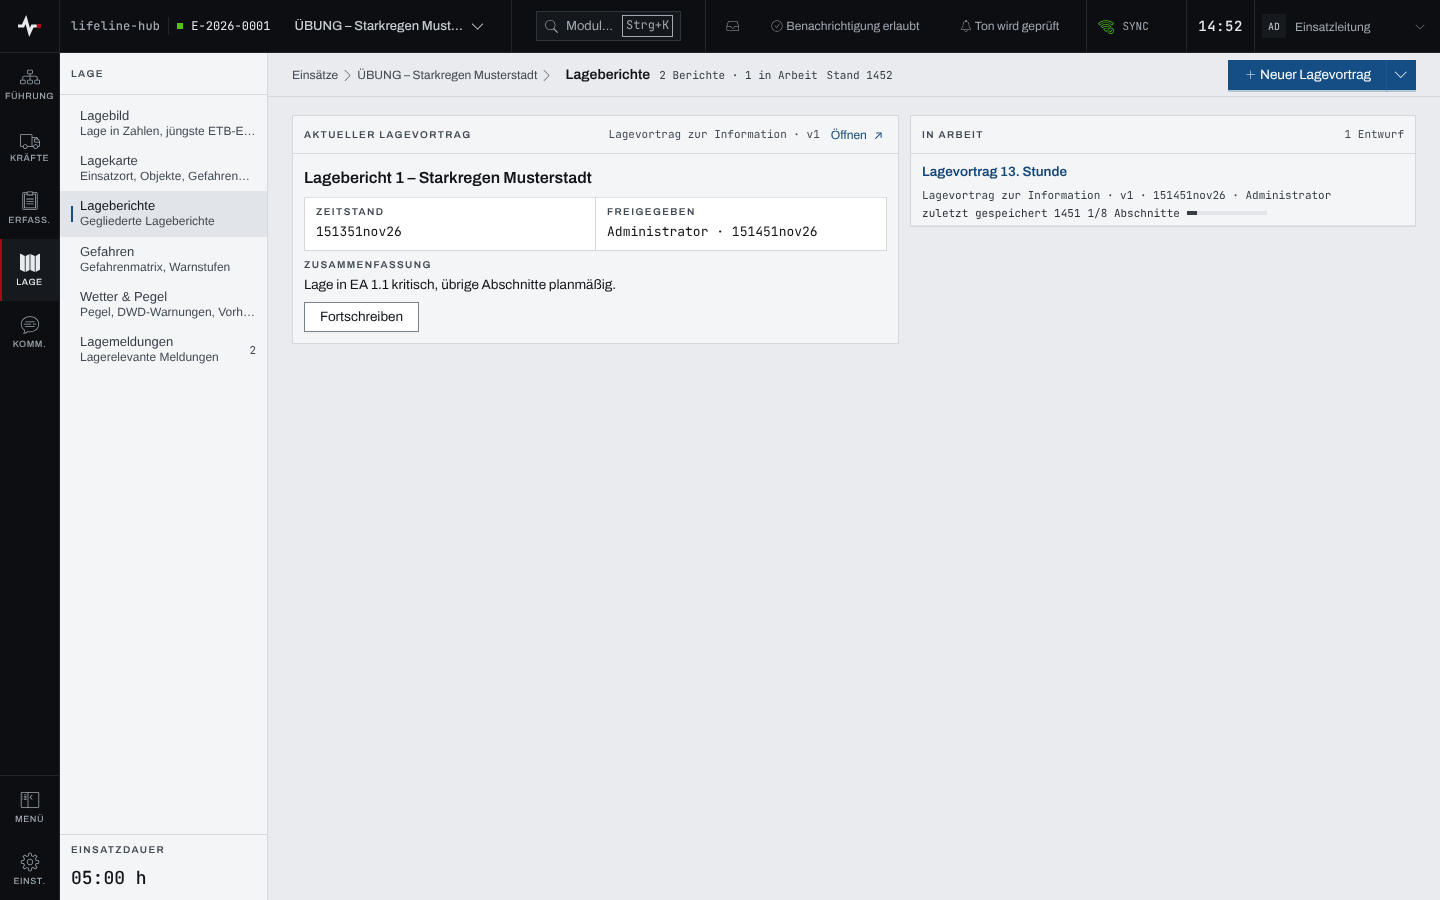 lifeline-hub
E-2026-0001
ÜBUNG – Starkregen Must...
Modul...
Strg+K
Benachrichtigung erlaubt
Ton wird geprüft
SYNC
14:52
AD
Einsatzleitung
FÜHRUNG
KRÄFTE
ERFASS.
LAGE
KOMM.
MENÜ
EINST.
LAGE
Lagebild
Lage in Zahlen, jüngste ETB-E...
Lagekarte
Einsatzort, Objekte, Gefahren...
Lageberichte
Gegliederte Lageberichte
Gefahren
Gefahrenmatrix, Warnstufen
Wetter & Pegel
Pegel, DWD-Warnungen, Vorh...
Lagemeldungen
Lagerelevante Meldungen
2
EINSATZDAUER
05:00 h
Einsätze
ÜBUNG – Starkregen Musterstadt
Lageberichte
2 Berichte · 1 in Arbeit
Stand 1452
+ Neuer Lagevortrag
AKTUELLER LAGEVORTRAG
Lagevortrag zur Information · v1
Öffnen ↗
Lagebericht 1 – Starkregen Musterstadt
ZEITSTAND
151351nov26
FREIGEGEBEN
Administrator · 151451nov26
ZUSAMMENFASSUNG
Lage in EA 1.1 kritisch, übrige Abschnitte planmäßig.
Fortschreiben
IN ARBEIT
1 Entwurf
Lagevortrag 13. Stunde
Lagevortrag zur Information · v1 · 151451nov26 · Administrator
zuletzt gespeichert 1451 1/8 Abschnitte